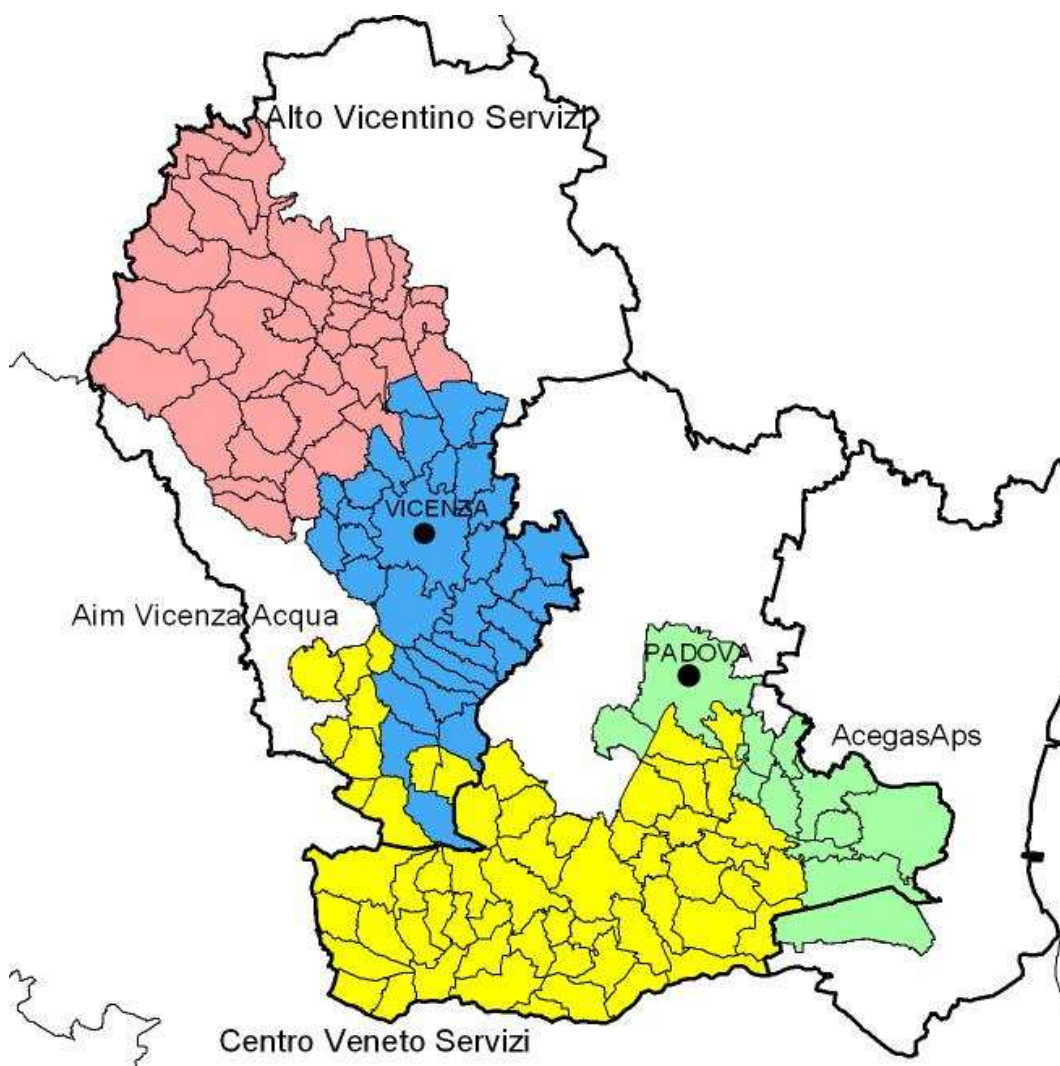 Alto Vicentino Servizi
VICENZA
Aim Vicenza Acqua
PADOVA
AcegasAps
Centro Veneto Servizi